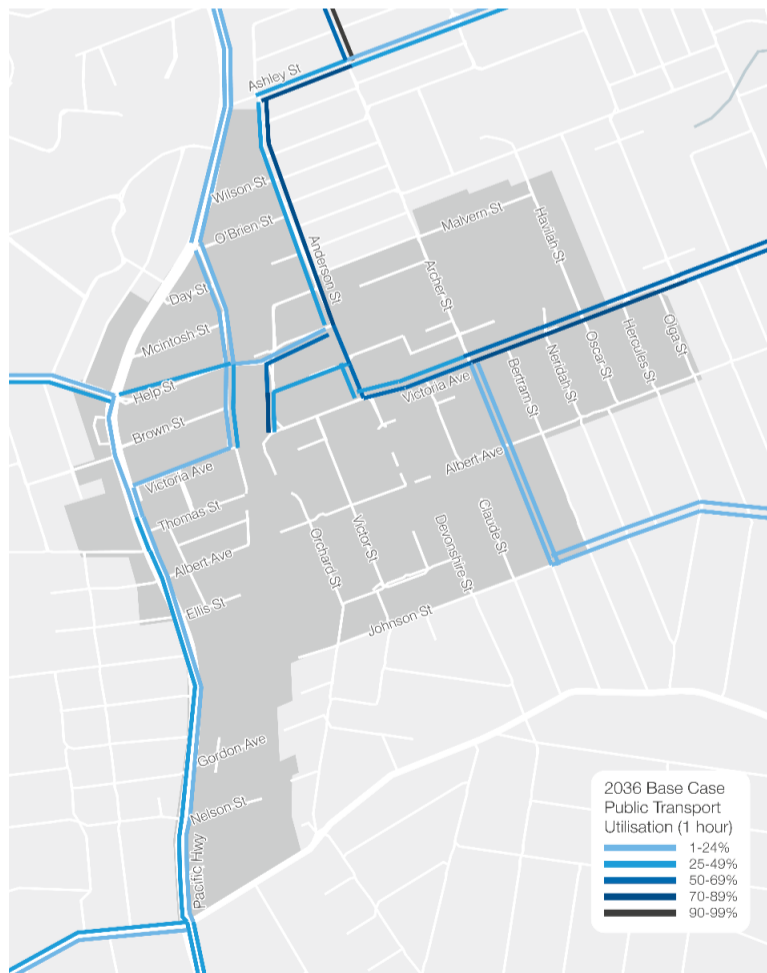 Ashley St
Wilson St
O'Brien St
Malvern St
Havilah St
Anderson St
Archer St
Day St
Mcintosh St
Olga St
Hercules St
Oscar St
Neridah St
Bertram St
Help St
Victoria Ave
Brown St
Albert Ave
Victoria Ave
Thomas St
Claude St
Devonshire St
Victor St
Orchard St
Albert Ave
Ellis St
Johnson St
Gordon Ave
Nelson St
Pacific Hwy
2036 Base Case
Public Transport
Utilisation (1 hour)
1-24%
25-49%
50-69%
70-89%
90-99%